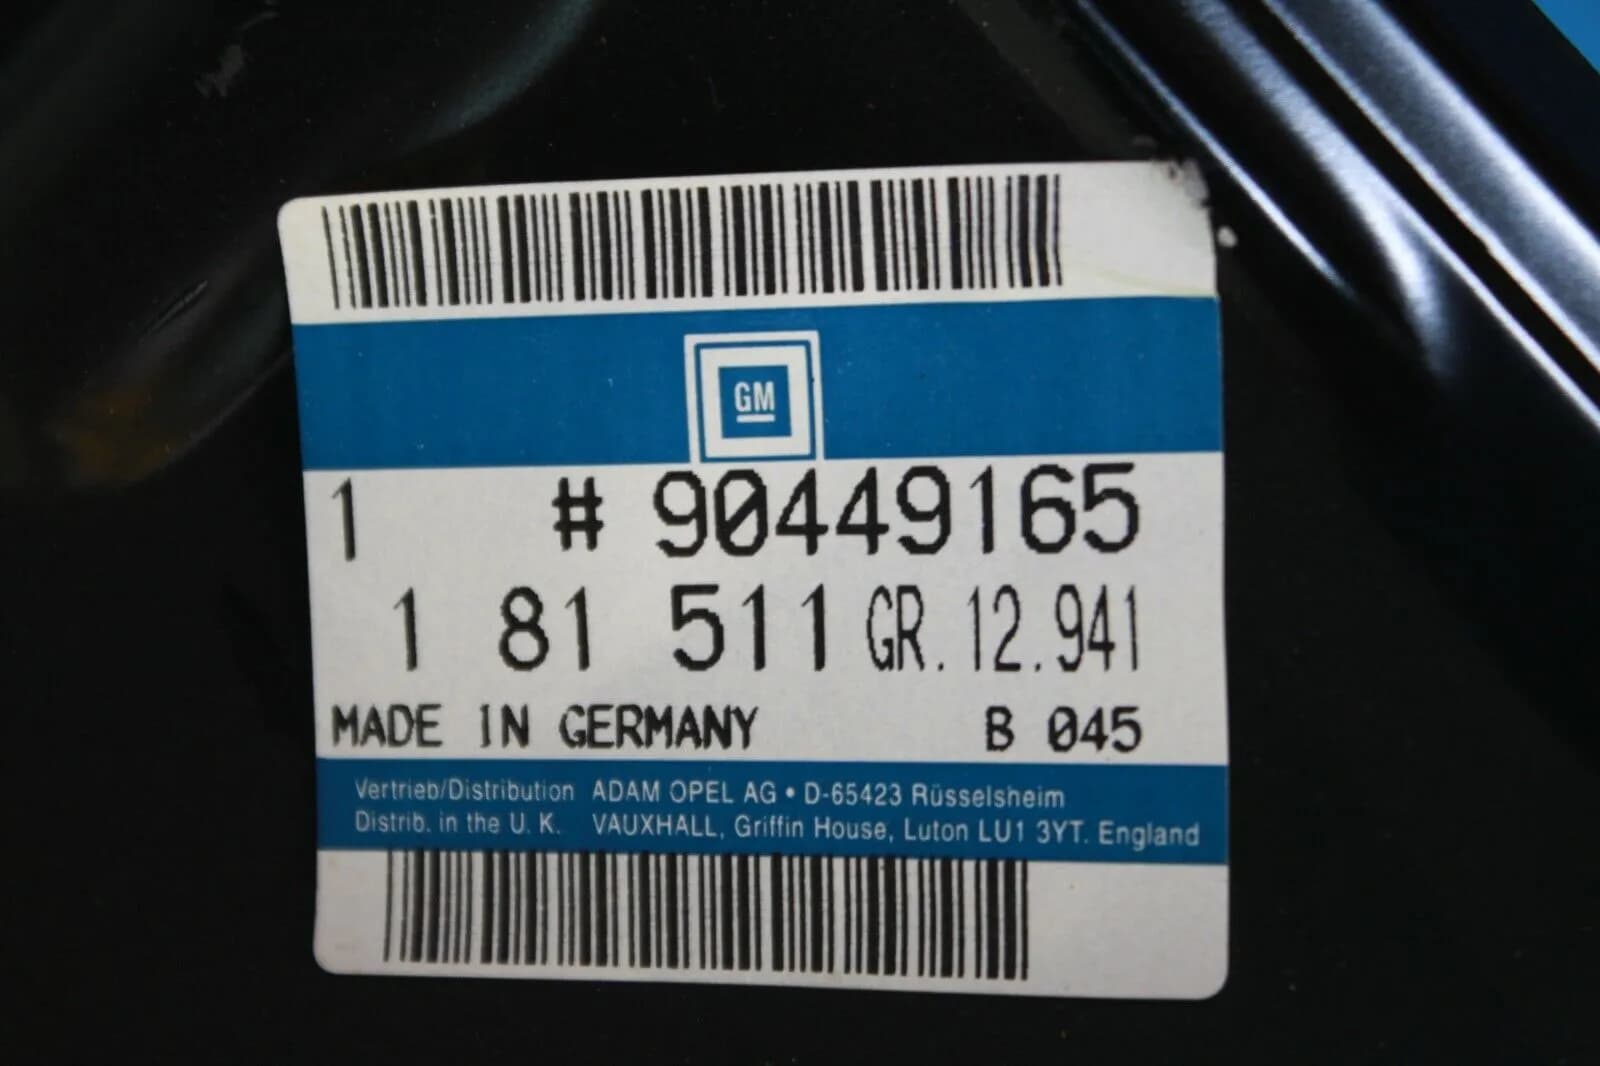 GM
1 # 90449165
1 81 511 GR. 12.941
MADE IN GERMANY B 045
Vertrieb/Distribution ADAM OPEL AG • D-65423 Rüsselsheim
Distrib. in the U. K. VAUXHALL, Griffin House, Luton LU1 3YT. England